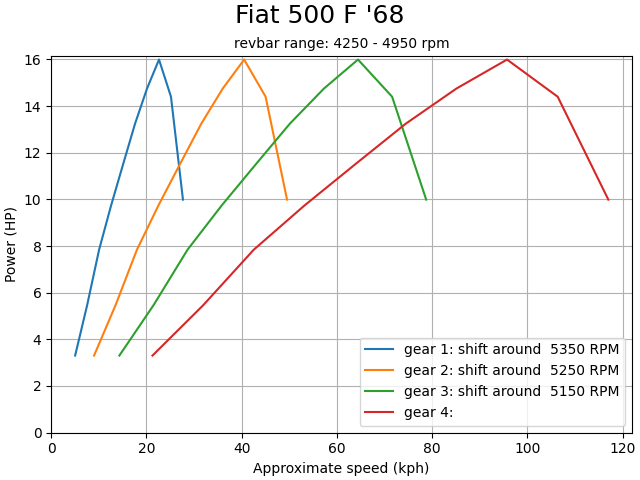 Fiat 500 F '68
revbar range: 4250 - 4950 rpm
16
14
12
10
8
6
4
2
0
Power (HP)
gear 1: shift around  5350 RPM
gear 2: shift around  5250 RPM
gear 3: shift around  5150 RPM
gear 4:
0 20 40 60 80 100 120
Approximate speed (kph)